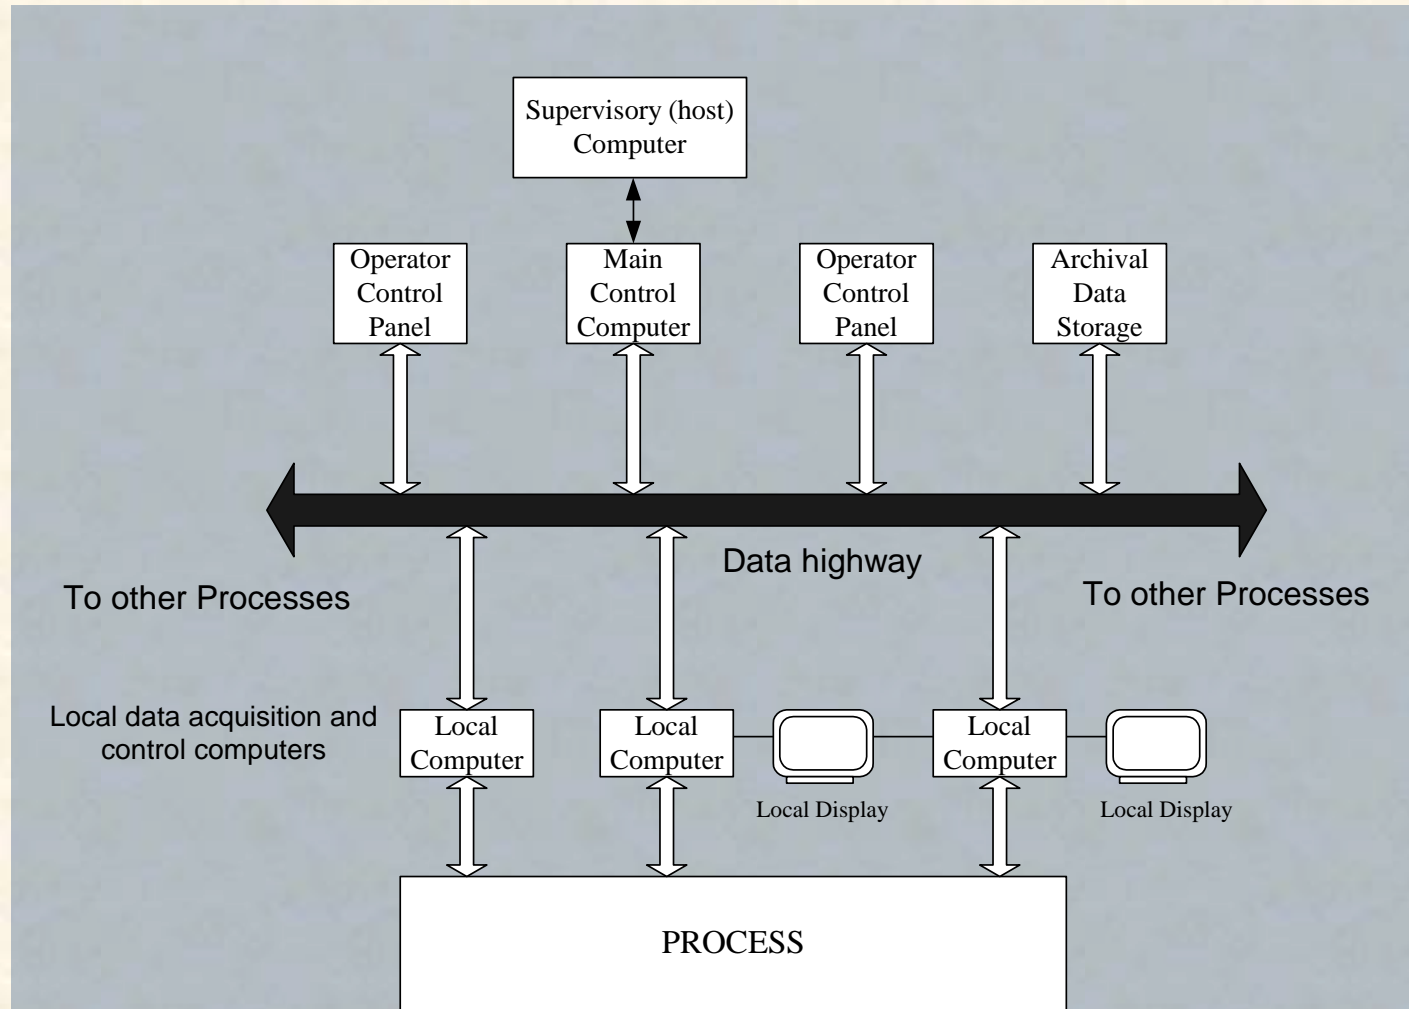 Supervisory (host)
Computer
Operator
Control
Panel
Main
Control
Computer
Operator
Control
Panel
Archival
Data
Storage
Data highway
To other Processes
To other Processes
Local data acquisition and
control computers
Local
Computer
Local
Computer
Local Display
Local
Computer
Local Display
PROCESS